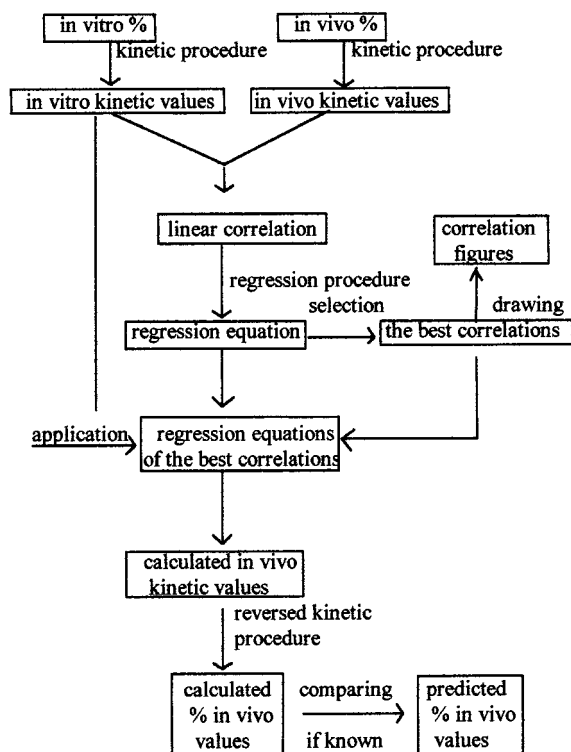 in vitro %
in vivo %
kinetic procedure
kinetic procedure
in vitro kinetic values
in vivo kinetic values
linear correlation
correlation
figures
regression procedure
selection
drawing
regression equation
the best correlations
application
regression equations
of the best correlations
calculated in vivo
kinetic values
reversed kinetic
procedure
calculated
% in vivo
values
comparing
if known
predicted
% in vivo
values